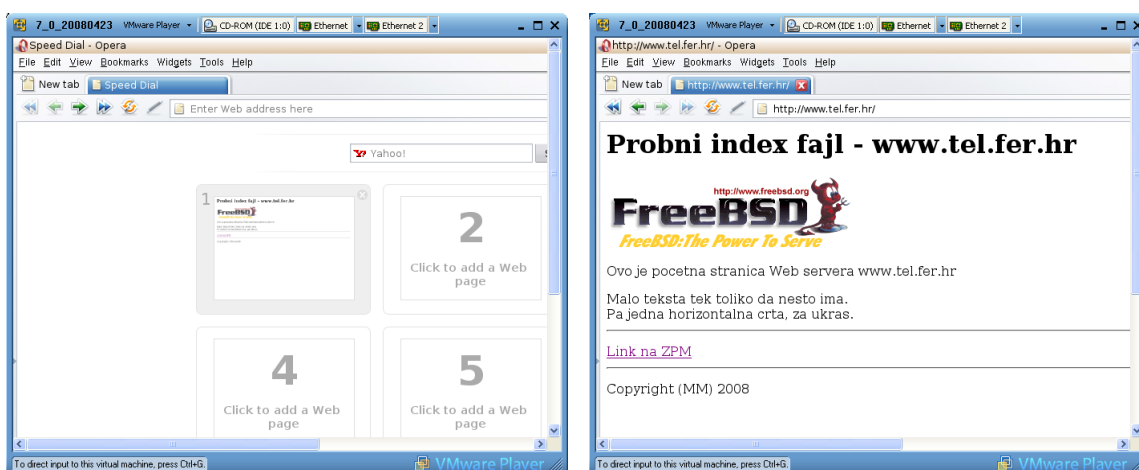 7_0_20080423 VMware Player CD-ROM (IDE 1:0) Ethernet Ethernet 2
Speed Dial - Opera
File Edit View Bookmarks Widgets Tools Help
New tab Speed Dial
Enter Web address here
Yahoo!
1
Probni index fajl - www.tel.fer.hr
FreeBSD
2
Click to add a Web
page
4
Click to add a Web
page
5
Click to add a Web
page
To direct input to this virtual machine, press Ctrl+G.
VMware Player
7_0_20080423 VMware Player CD-ROM (IDE 1:0) Ethernet Ethernet 2
http://www.tel.fer.hr/ - Opera
File Edit View Bookmarks Widgets Tools Help
New tab http://www.tel.fer.hr/
http://www.tel.fer.hr/
Probni index fajl - www.tel.fer.hr
http://www.freebsd.org
FreeBSD
FreeBSD:The Power To Serve
Ovo je pocetna stranica Web servera www.tel.fer.hr
Malo teksta tek toliko da nesto ima.
Pa jedna horizontalna crta, za ukras.
Link na ZPM
Copyright (MM) 2008
To direct input to this virtual machine, press Ctrl+G.
VMware Player